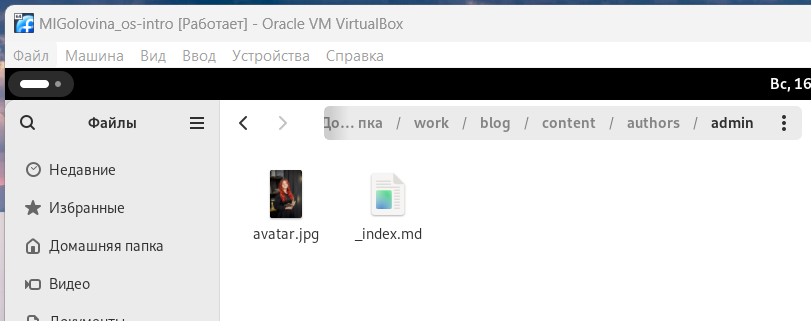 MIGolovina_os-intro [Работает] - Oracle VM VirtualBox
Файл Машина Вид Ввод Устройства Справка
Вс, 16
Файлы До… пка / work / blog / content / authors / admin
Недавние
Избранные
avatar.jpg _index.md
Домашняя папка
Видео
Документы